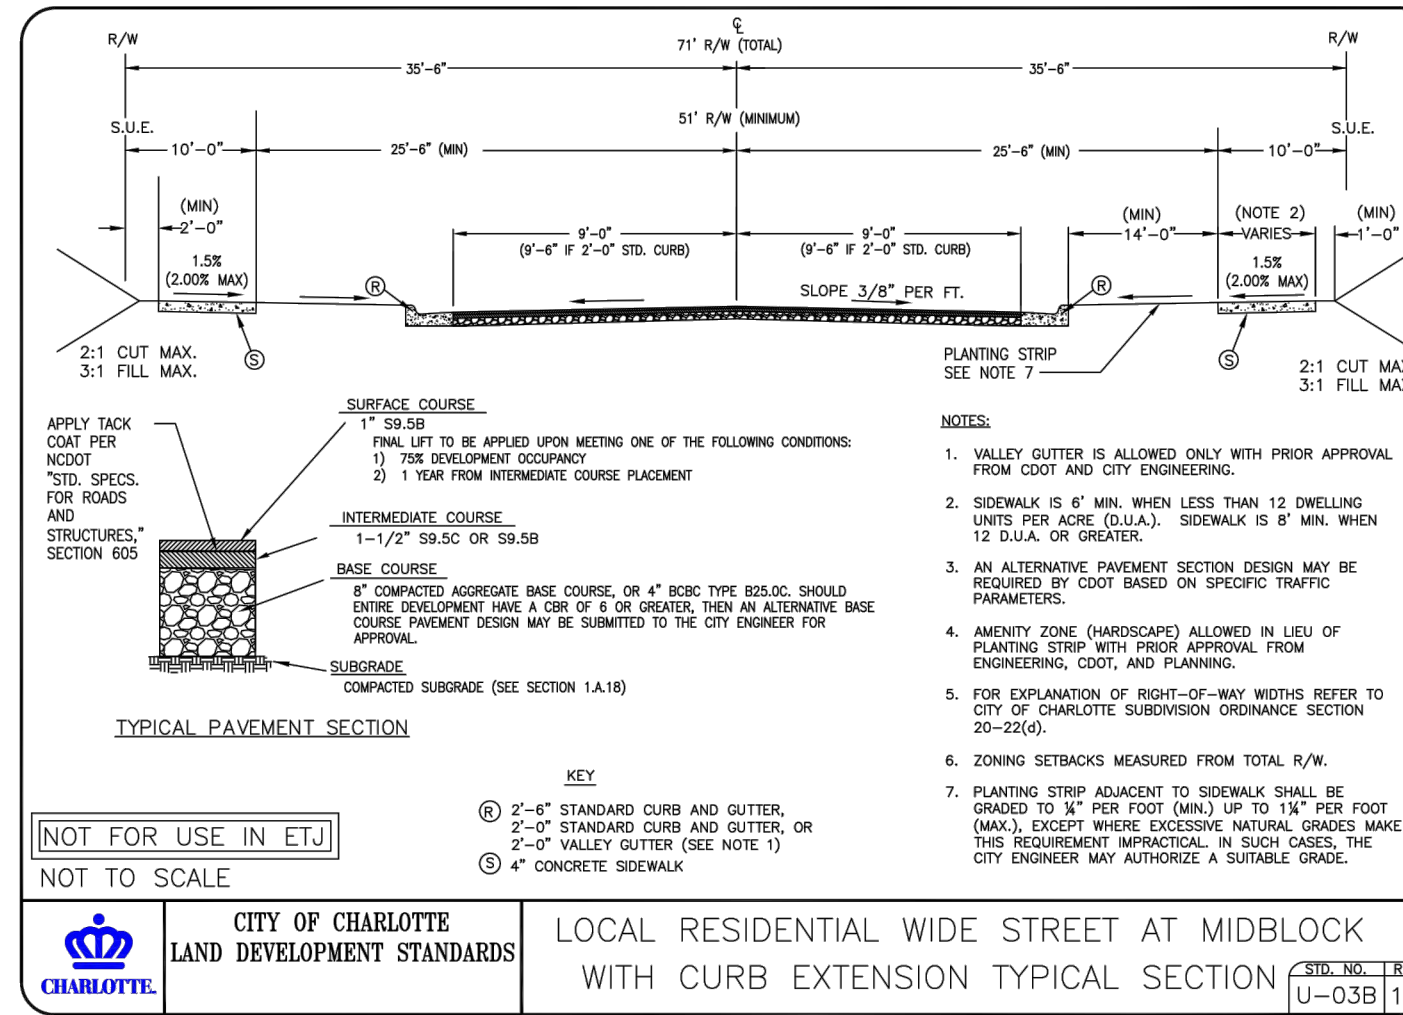 ℄
R/W
71' R/W (TOTAL)
R/W
35'-6"
35'-6"
51' R/W (MINIMUM)
S.U.E.
S.U.E.
10'-0"
25'-6" (MIN)
25'-6" (MIN)
10'-0"
(MIN)
2'-0"
(MIN)
14'-0"
(NOTE 2)
VARIES
(MIN)
1'-0"
9'-0"
(9'-6" IF 2'-0" STD. CURB)
9'-0"
(9'-6" IF 2'-0" STD. CURB)
1.5%
(2.00% MAX)
1.5%
(2.00% MAX)
R
SLOPE 3/8" PER FT.
R
S
S
2:1 CUT MAX.
3:1 FILL MAX.
PLANTING STRIP
SEE NOTE 7
2:1 CUT MA
3:1 FILL MA
APPLY TACK
COAT PER
NCDOT
"STD. SPECS.
FOR ROADS
AND
STRUCTURES,"
SECTION 605
SURFACE COURSE
1" S9.5B
FINAL LIFT TO BE APPLIED UPON MEETING ONE OF THE FOLLOWING CONDITIONS:
1) 75% DEVELOPMENT OCCUPANCY
2) 1 YEAR FROM INTERMEDIATE COURSE PLACEMENT
INTERMEDIATE COURSE
1-1/2" S9.5C OR S9.5B
BASE COURSE
8" COMPACTED AGGREGATE BASE COURSE, OR 4" BCBC TYPE B25.0C. SHOULD
ENTIRE DEVELOPMENT HAVE A CBR OF 6 OR GREATER, THEN AN ALTERNATIVE BASE
COURSE PAVEMENT DESIGN MAY BE SUBMITTED TO THE CITY ENGINEER FOR
APPROVAL.
SUBGRADE
COMPACTED SUBGRADE (SEE SECTION 1.A.18)
TYPICAL PAVEMENT SECTION
NOTES:
1. VALLEY GUTTER IS ALLOWED ONLY WITH PRIOR APPROVAL
FROM CDOT AND CITY ENGINEERING.
2. SIDEWALK IS 6' MIN. WHEN LESS THAN 12 DWELLING
UNITS PER ACRE (D.U.A.). SIDEWALK IS 8' MIN. WHEN
12 D.U.A. OR GREATER.
3. AN ALTERNATIVE PAVEMENT SECTION DESIGN MAY BE
REQUIRED BY CDOT BASED ON SPECIFIC TRAFFIC
PARAMETERS.
4. AMENITY ZONE (HARDSCAPE) ALLOWED IN LIEU OF
PLANTING STRIP WITH PRIOR APPROVAL FROM
ENGINEERING, CDOT, AND PLANNING.
5. FOR EXPLANATION OF RIGHT-OF-WAY WIDTHS REFER TO
CITY OF CHARLOTTE SUBDIVISION ORDINANCE SECTION
20-22(d).
6. ZONING SETBACKS MEASURED FROM TOTAL R/W.
7. PLANTING STRIP ADJACENT TO SIDEWALK SHALL BE
GRADED TO ¼" PER FOOT (MIN.) UP TO 1¼" PER FOOT
(MAX.), EXCEPT WHERE EXCESSIVE NATURAL GRADES MAKE
THIS REQUIREMENT IMPRACTICAL. IN SUCH CASES, THE
CITY ENGINEER MAY AUTHORIZE A SUITABLE GRADE.
KEY
R 2'-6" STANDARD CURB AND GUTTER,
2'-0" STANDARD CURB AND GUTTER, OR
2'-0" VALLEY GUTTER (SEE NOTE 1)
S 4" CONCRETE SIDEWALK
NOT FOR USE IN ETJ
NOT TO SCALE
CHARLOTTE.
CITY OF CHARLOTTE
LAND DEVELOPMENT STANDARDS
LOCAL RESIDENTIAL WIDE STREET AT MIDBLOCK
WITH CURB EXTENSION TYPICAL SECTION
STD. NO. R
U-03B 1